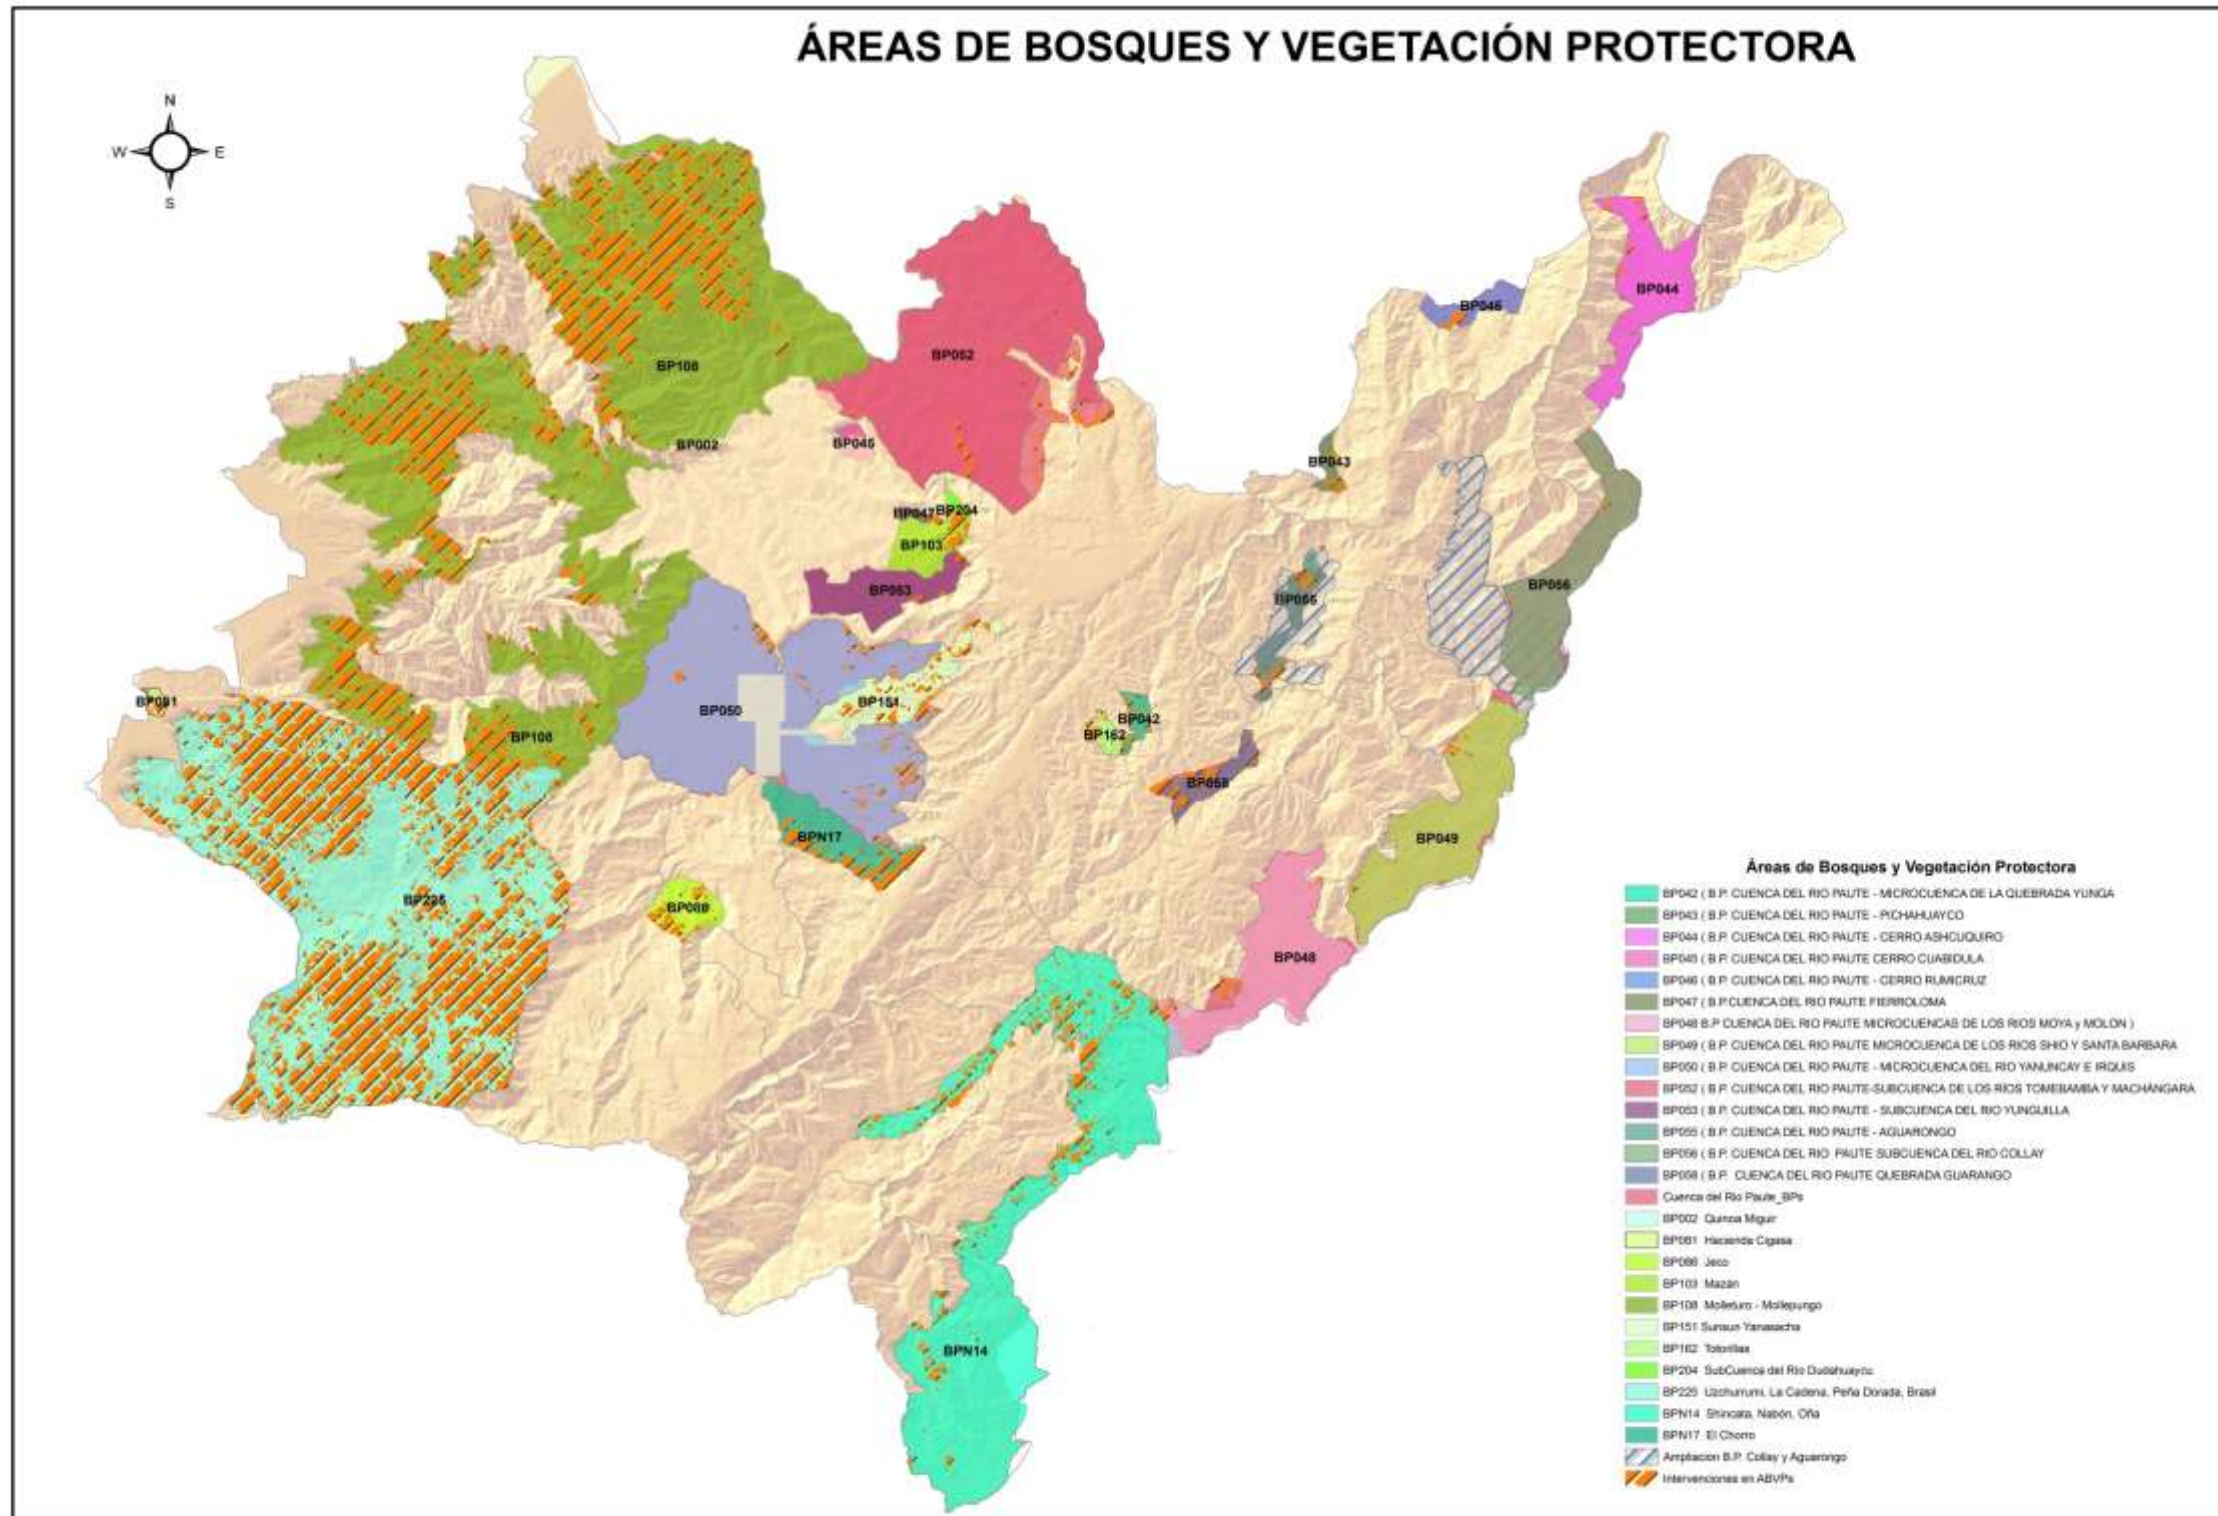 ÁREAS DE BOSQUES Y VEGETACIÓN PROTECTORA
N
W E
S
BP044
BP046
BP052
BP108
BP002
BP045
BP043
BP047 BP204
BP103
BP056
BP053
BP055
BP081
BP151
BP050
BP042
BP162
BP108
BP058
BPN17
BP049
BP225
BP086
BP048
BPN14
Áreas de Bosques y Vegetación Protectora
BP042 ( B.P. CUENCA DEL RIO PAUTE - MICROCUENCA DE LA QUEBRADA YUNGA
BP043 ( B.P. CUENCA DEL RIO PAUTE - PICHAHUAYCO
BP044 ( B.P. CUENCA DEL RIO PAUTE - CERRO ASHCUQUIRO
BP045 ( B.P. CUENCA DEL RIO PAUTE CERRO CUABIDULA
BP046 ( B.P. CUENCA DEL RIO PAUTE - CERRO RUMICRUZ
BP047 ( B.P.CUENCA DEL RIO PAUTE FIERROLOMA
BP048 B.P CUENCA DEL RIO PAUTE MICROCUENCAS DE LOS RIOS MOYA y MOLON )
BP049 ( B.P. CUENCA DEL RIO PAUTE MICROCUENCA DE LOS RIOS SHIO Y SANTA BARBARA
BP050 ( B.P. CUENCA DEL RIO PAUTE - MICROCUENCA DEL RIO YANUNCAY E IRQUIS
BP052 ( B.P. CUENCA DEL RIO PAUTE-SUBCUENCA DE LOS RÍOS TOMEBAMBA Y MACHÁNGARA
BP053 ( B.P. CUENCA DEL RIO PAUTE - SUBCUENCA DEL RIO YUNGUILLA
BP055 ( B.P. CUENCA DEL RIO PAUTE - AGUARONGO
BP056 ( B.P. CUENCA DEL RIO PAUTE SUBCUENCA DEL RIO COLLAY
BP058 ( B.P. CUENCA DEL RIO PAUTE QUEBRADA GUARANGO
Cuenca del Río Paute_BPs
BP002 Quinoa Miguir
BP081 Hacienda Cigasa
BP086 Jeco
BP103 Mazán
BP108 Molleturo - Mollepungo
BP151 Sunsun Yanasacha
BP162 Totorillas
BP204 SubCuenca del Río Dudahuaycu
BP225 Uzchurrumi, La Cadena, Peña Dorada, Brasil
BPN14 Shincata, Nabón, Oña
BPN17 El Chorro
Ampliacion B.P. Collay y Aguarongo
Intervenciones en ABVPs